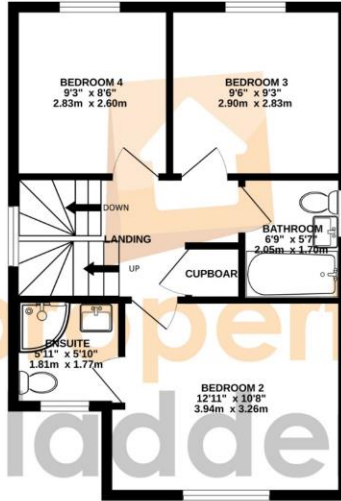 BEDROOM 4
9'3" x 8'6"
2.83m x 2.60m
BEDROOM 3
9'6" x 9'3"
2.90m x 2.83m
DOWN
LANDING
UP
BATHROOM
6'9" x 5'7"
2.05m x 1.70m
CUPBOAR
ENSUITE
5'11" x 5'10"
1.81m x 1.77m
BEDROOM 2
12'11" x 10'8"
3.94m x 3.26m
propert
ladde